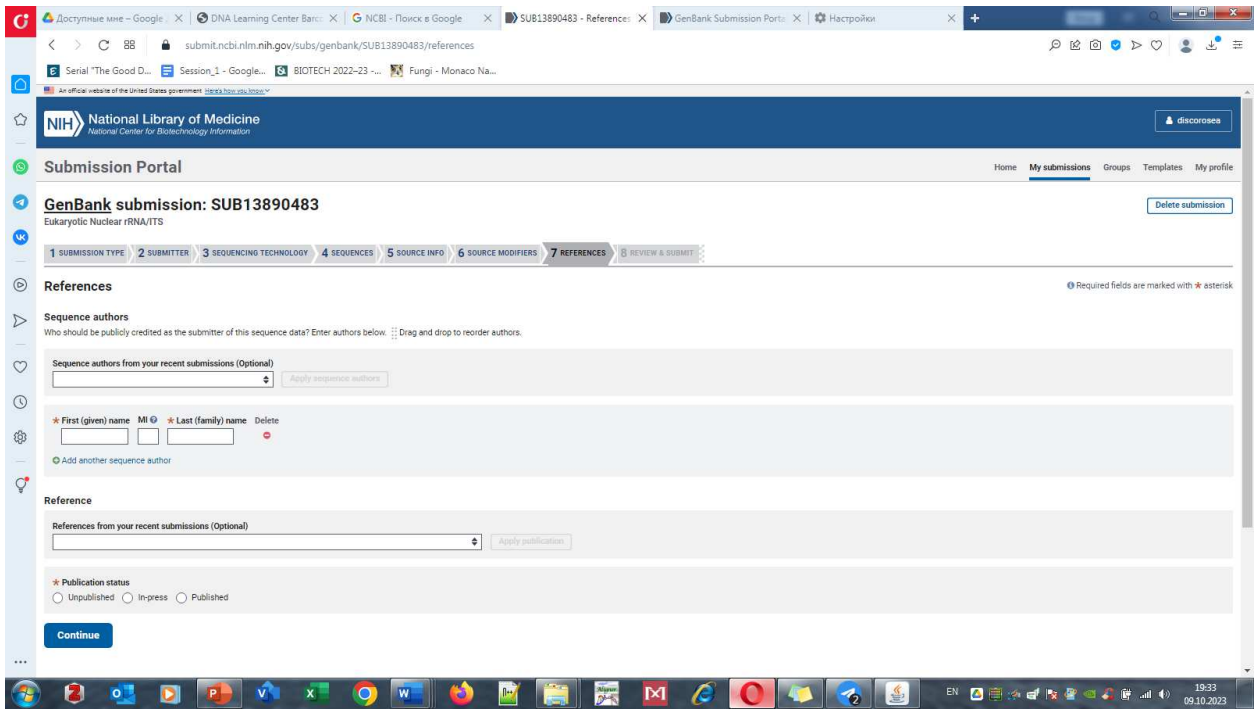 Доступные мне – Google
DNA Learning Center Barc
NCBI - Поиск в Google
SUB13890483 - References
GenBank Submission Porta
Настройки
submit.ncbi.nlm.nih.gov/subs/genbank/SUB13890483/references
Serial "The Good D...
Session_1 - Google...
BIOTECH 2022–23 -...
Fungi - Monaco Na...
An official website of the United States government Here's how you know
NIH National Library of Medicine
National Center for Biotechnology Information
discorosea
Submission Portal
Home My submissions Groups Templates My profile
GenBank submission: SUB13890483
Delete submission
Eukaryotic Nuclear rRNA/ITS
1 SUBMISSION TYPE 2 SUBMITTER 3 SEQUENCING TECHNOLOGY 4 SEQUENCES 5 SOURCE INFO 6 SOURCE MODIFIERS 7 REFERENCES 8 REVIEW & SUBMIT
References
Required fields are marked with * asterisk
Sequence authors
Who should be publicly credited as the submitter of this sequence data? Enter authors below. Drag and drop to reorder authors.
Sequence authors from your recent submissions (Optional)
Apply sequence authors
* First (given) name MI * Last (family) name Delete
Add another sequence author
Reference
References from your recent submissions (Optional)
Apply publication
* Publication status
Unpublished In-press Published
Continue
EN
19:33
09.10.2023